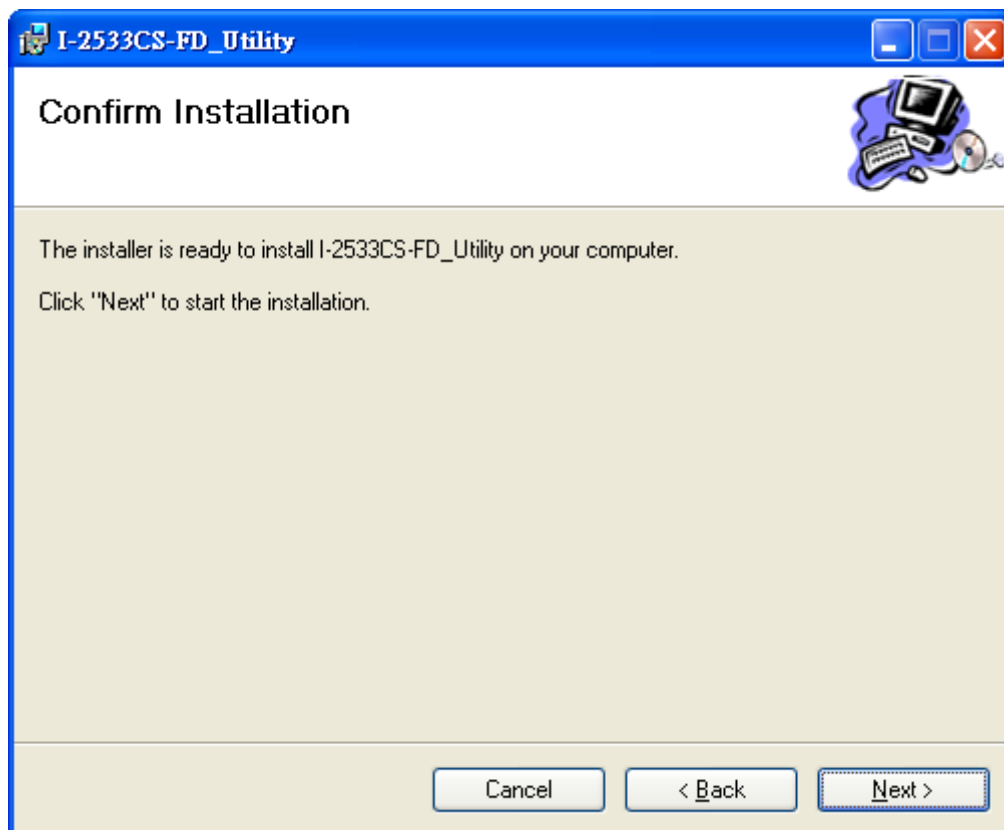 I-2533CS-FD_Utility
Confirm Installation
The installer is ready to install I-2533CS-FD_Utility on your computer.
Click "Next" to start the installation.
Cancel
< Back
Next >